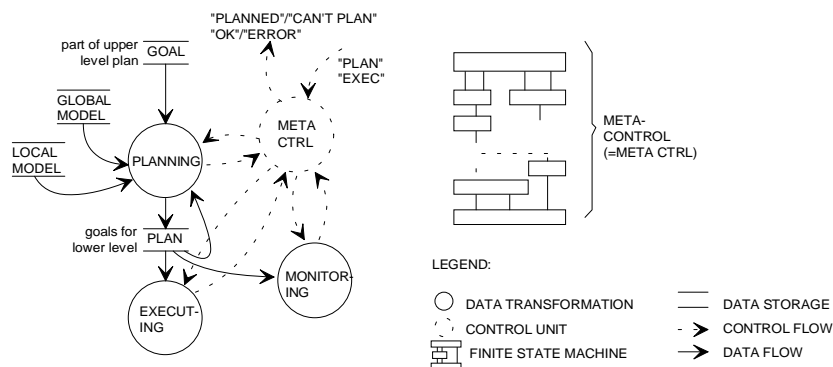 "PLANNED"/"CAN'T PLAN"
"OK"/"ERROR"
part of upper
level plan
GOAL
"PLAN"
"EXEC"
GLOBAL
MODEL
META
CTRL
LOCAL
MODEL
PLANNING
goals for
lower level
PLAN
MONITOR-
ING
EXECUT-
ING
META-
CONTROL
(=META CTRL)
LEGEND:
DATA TRANSFORMATION
CONTROL UNIT
FINITE STATE MACHINE
DATA STORAGE
CONTROL FLOW
DATA FLOW